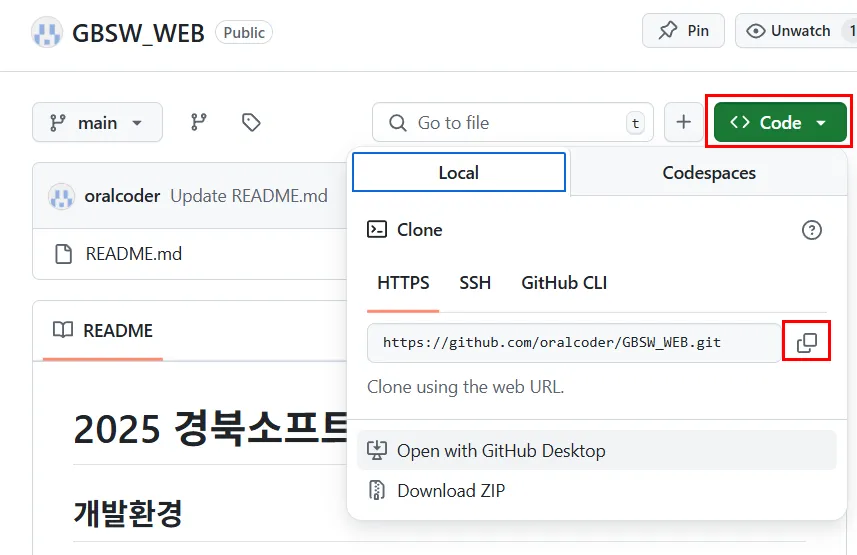 GBSW_WEB Public Pin Unwatch 1
main Go to file t Code
Local Codespaces
oralcoder Update README.md
Clone
README.md
HTTPS SSH GitHub CLI
README
https://github.com/oralcoder/GBSW_WEB.git
Clone using the web URL.
2025 경북소프트
Open with GitHub Desktop
Download ZIP
개발환경